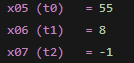 x05 (t0) = 55
x06 (t1) = 8
x07 (t2) = -1